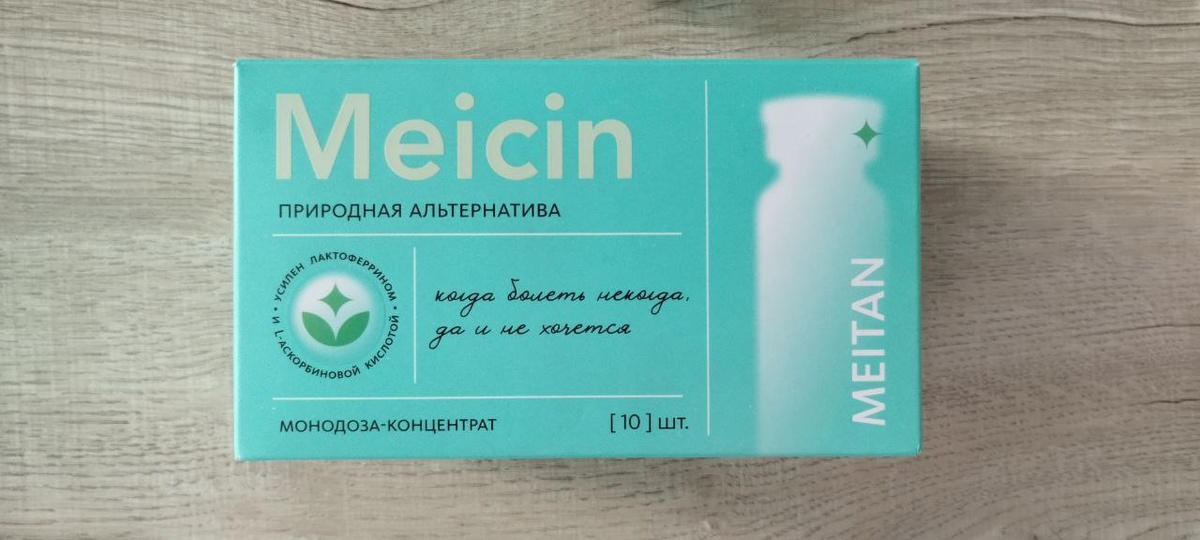 Meicin
ПРИРОДНАЯ АЛЬТЕРНАТИВА
• УСИЛЕН ЛАКТОФЕРРИНОМ •
И L-АСКОРБИНОВОЙ КИСЛОТОЙ
когда болеть некогда,
да и не хочется
МОНОДОЗА-КОНЦЕНТРАТ
[ 10 ] шт.
MEITAN